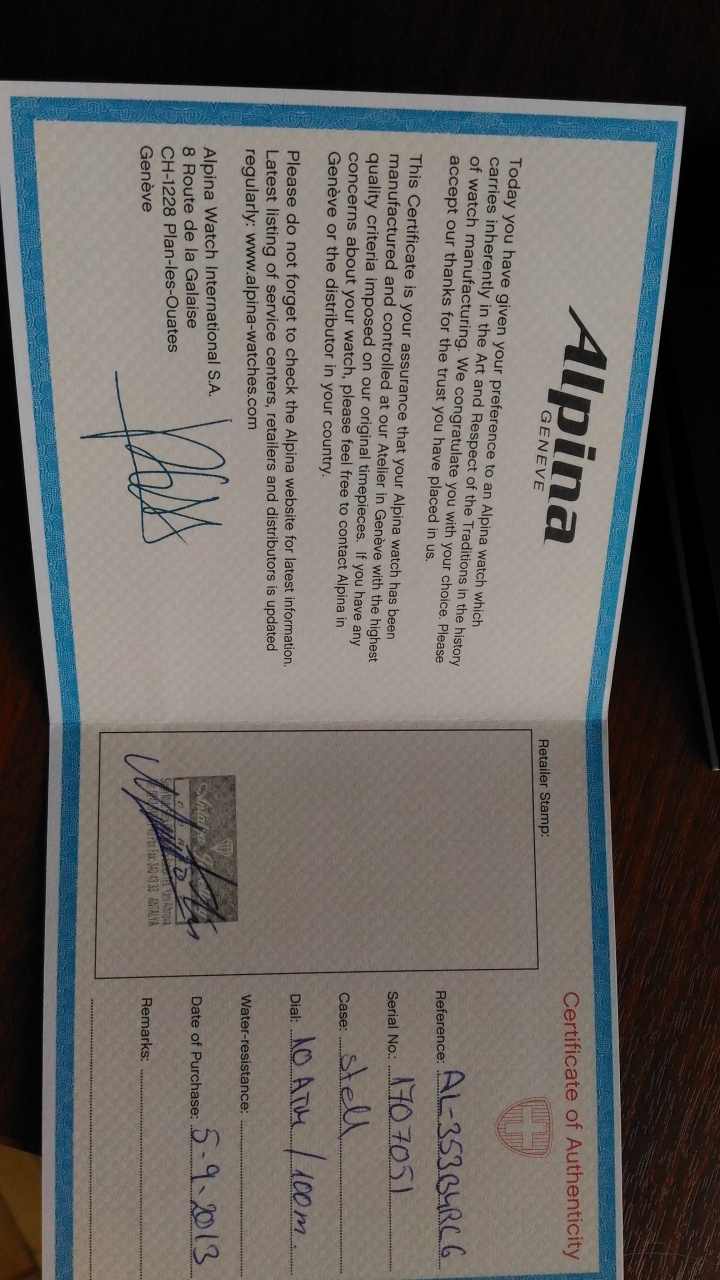 Alpina
GENEVE
Today you have given your preference to an Alpina watch which
carries inherently in the Art and Respect of the Traditions in the history
of watch manufacturing. We congratulate you with your choice. Please
accept our thanks for the trust you have placed in us.
This Certificate is your assurance that your Alpina watch has been
manufactured and controlled at our Atelier in Genève with the highest
quality criteria imposed on our original timepieces. If you have any
concerns about your watch, please feel free to contact Alpina in
Genève or the distributor in your country.
Please do not forget to check the Alpina website for latest information.
Latest listing of service centers, retailers and distributors is updated
regularly: www.alpina-watches.com
Alpina Watch International S.A.
8 Route de la Galaise
CH-1228 Plan-les-Ouates
Genève
Retailer Stamp:
ANTALYA
Certificate of Authenticity
Reference: AL-353B4RC6
Serial No.: 1707051
Case: Stell
Dial: 10 ATM / 100m.
Water-resistance:
Date of Purchase: 5-9-2013
Remarks: